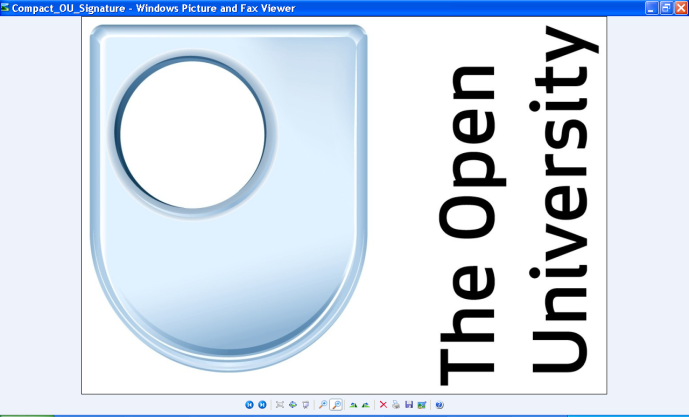 Compact_OU_Signature - Windows Picture and Fax Viewer
The Open
University